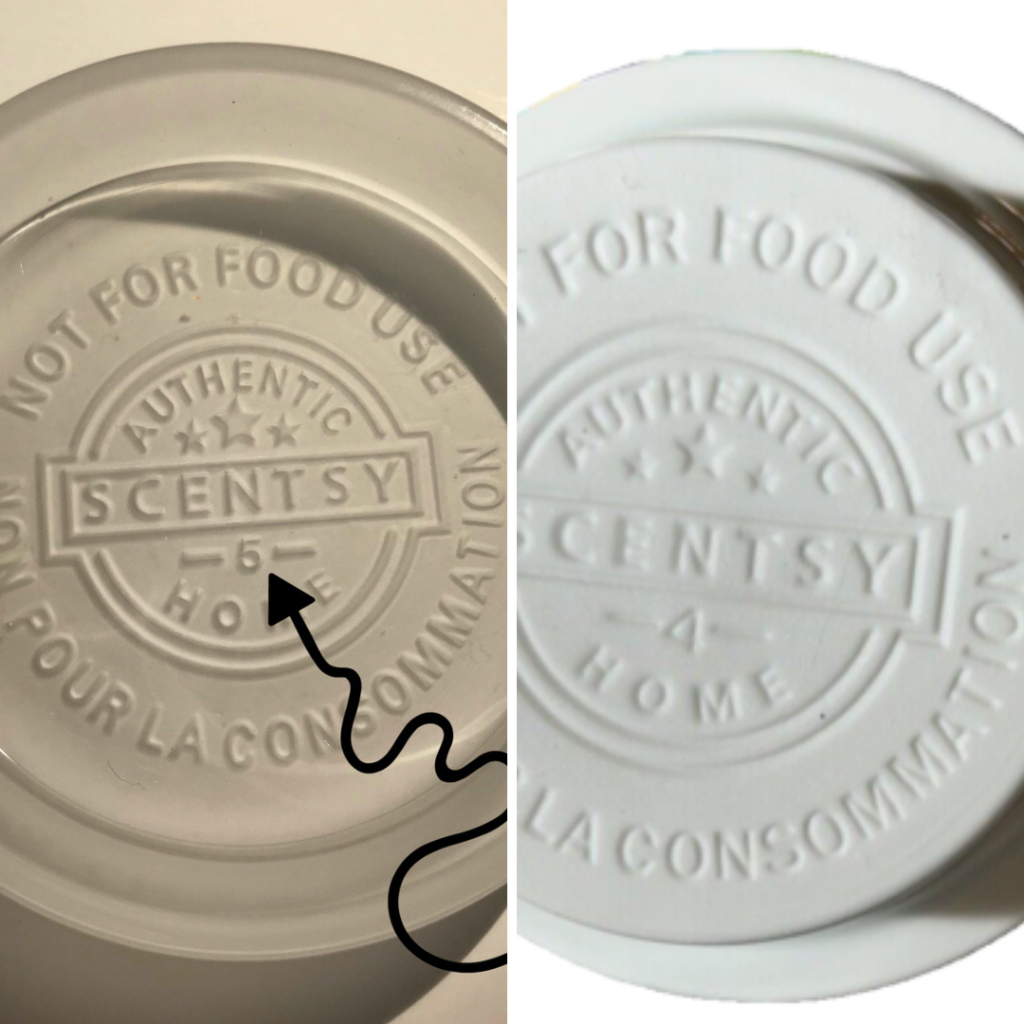 NOT FOR FOOD USE
AUTHENTIC
SCENTSY
5
HOME
NON POUR LA CONSOMMATION
FOR FOOD USE
AUTHENTIC
SCENTSY
4
HOME
LA CONSOMMATION